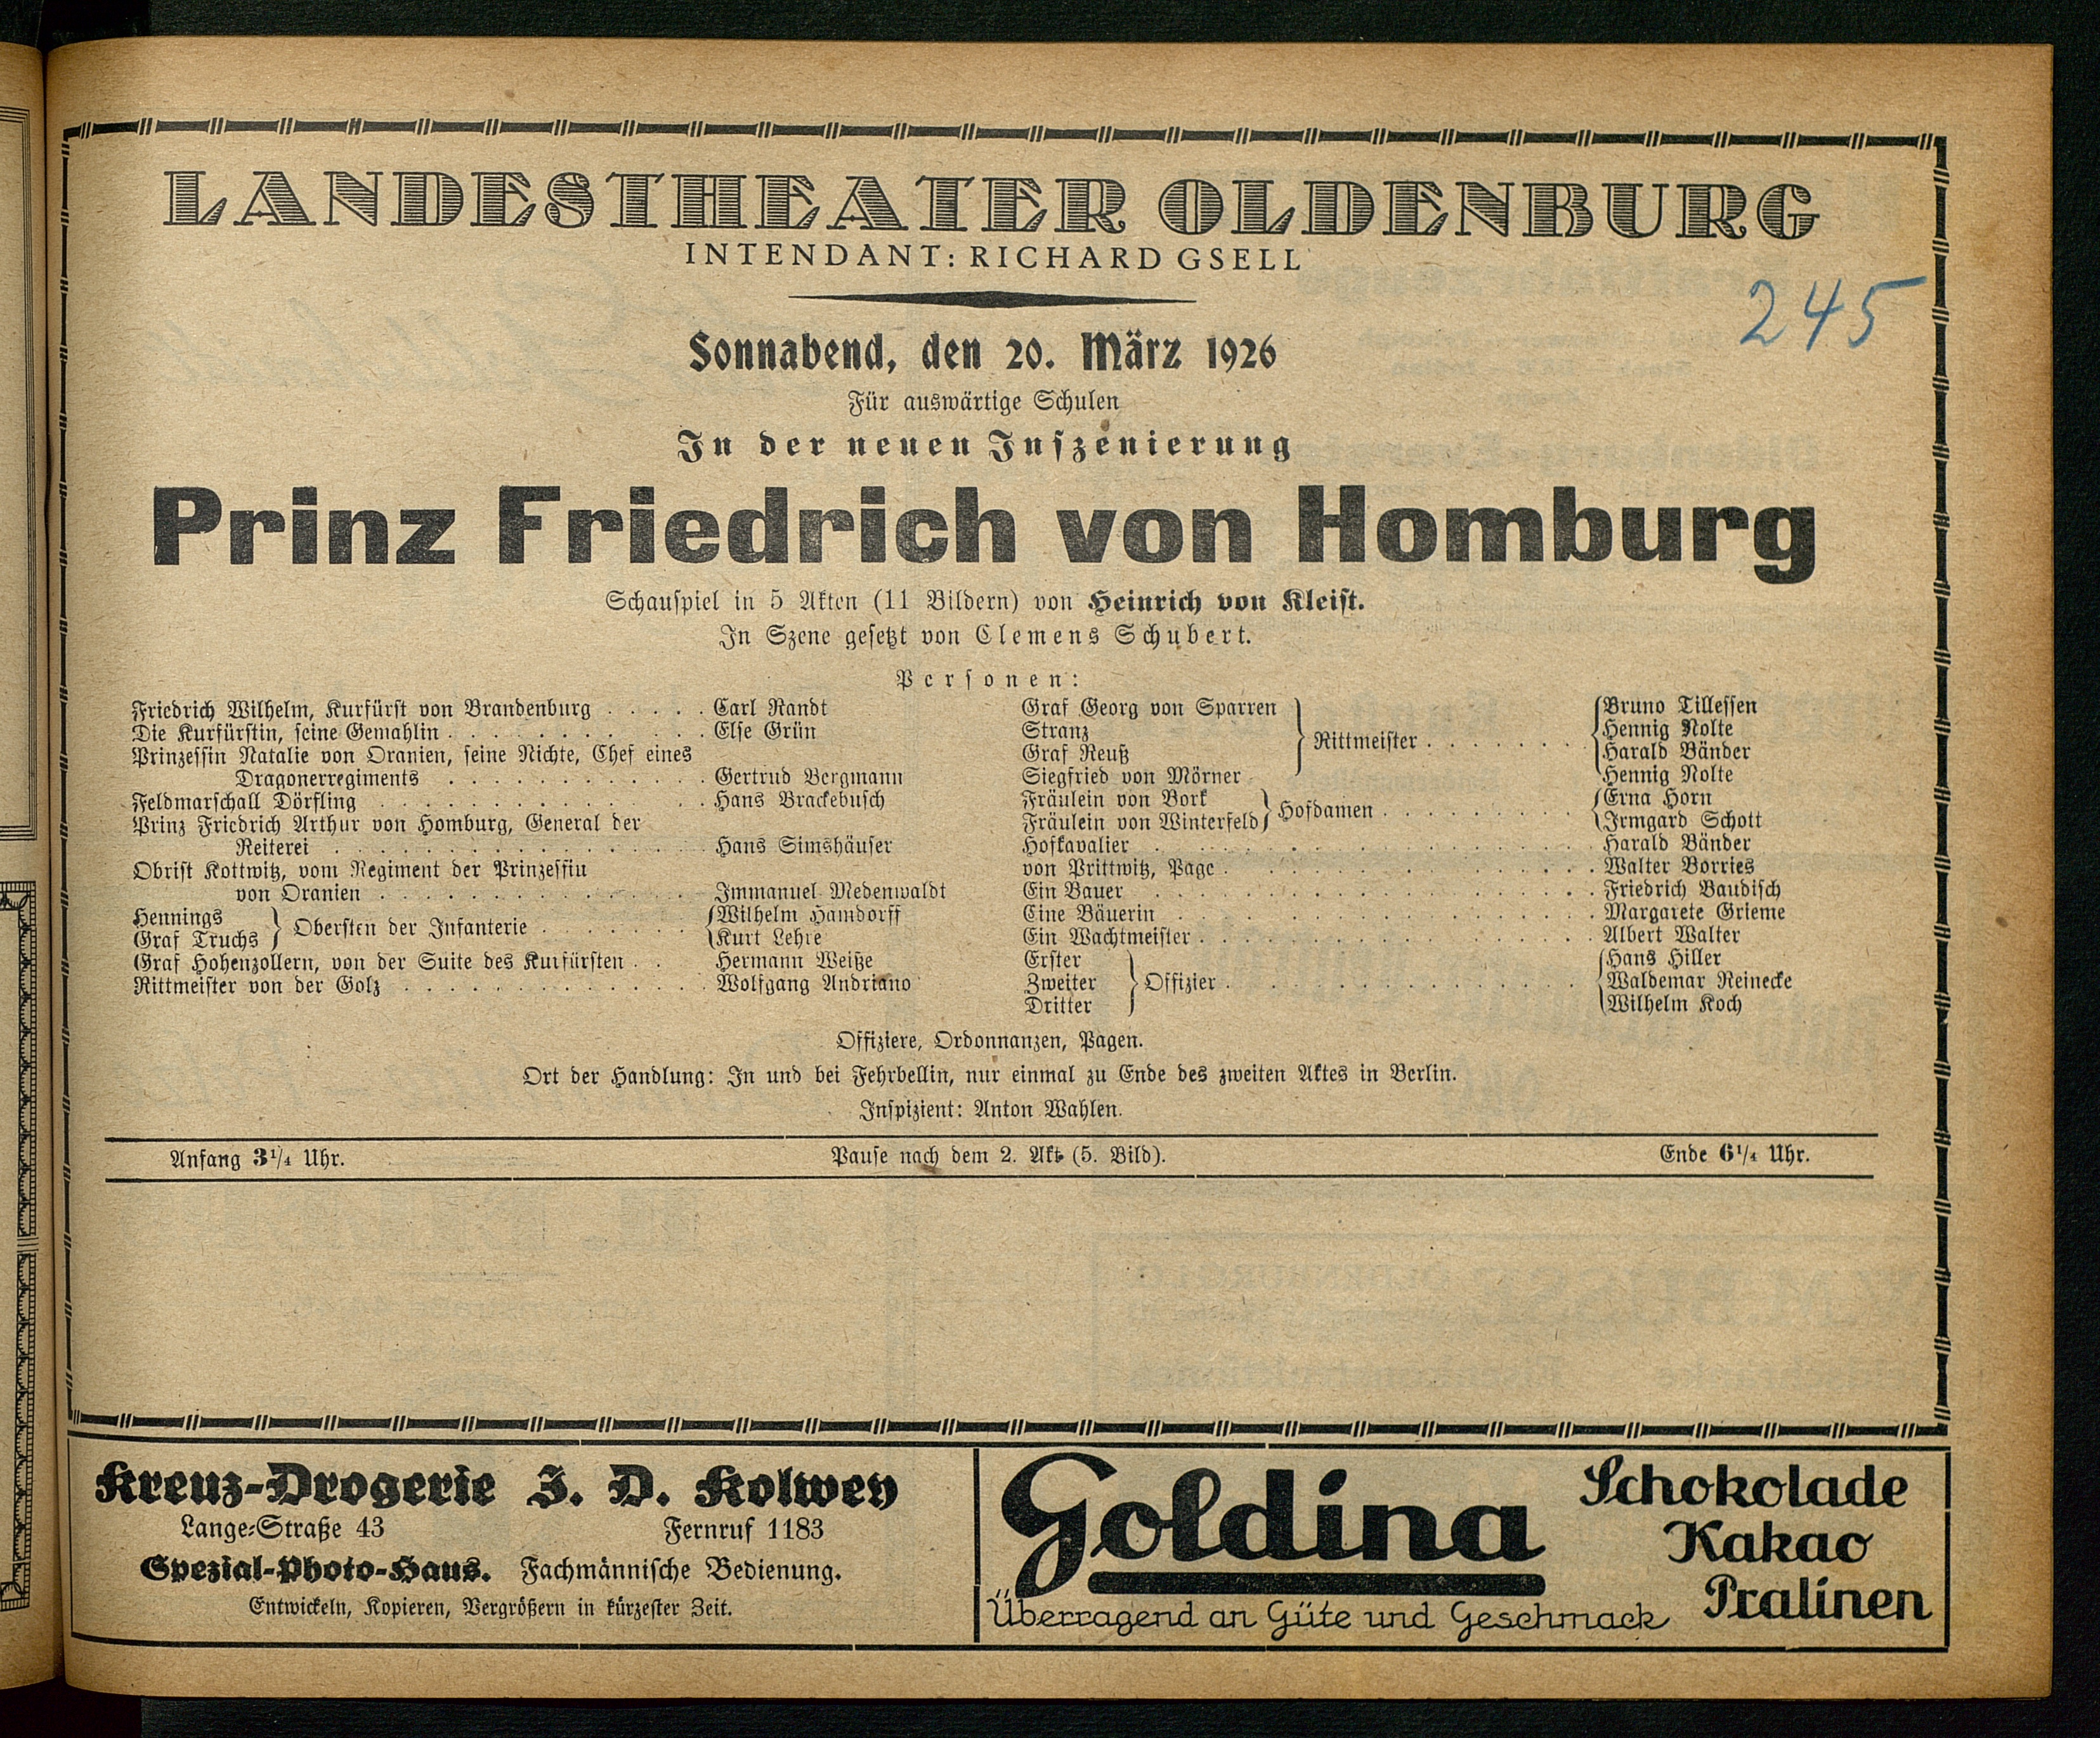 LANDESTHEATER OLDENBURG
INTENDANT: RICHARD GSELL
245
Sonnabend, den 20. März 1926
Für auswärtige Schulen
In der neuen Inszenierung
Prinz Friedrich von Homburg
Schauspiel in 5 Akten (11 Bildern) von Heinrich von Kleist.
In Szene gesetzt von Clemens Schubert.
Personen:
Friedrich Wilhelm, Kurfürst von Brandenburg . . . . . Carl Randt
Die Kurfürstin, seine Gemahlin . . . . . . . . . . . . Else Grün
Prinzessin Natalie von Oranien, seine Nichte, Chef eines
Dragonerregiments . . . . . . . . . . . . Gertrud Bergmann
Feldmarschall Dörfling . . . . . . . . . . . . . . . Hans Brackebusch
Prinz Friedrich Arthur von Homburg, General der
Reiterei . . . . . . . . . . . . . . . . . Hans Simshäuser
Obrist Kottwitz, vom Regiment der Prinzessin
von Oranien . . . . . . . . . . . . . . Immanuel Medenwaldt
Hennings
Graf Truchs } Obersten der Infanterie . . . . . . . { Wilhelm Hamdorff
Kurt Lehre
Graf Hohenzollern, von der Suite des Kurfürsten . . Hermann Weiße
Rittmeister von der Golz . . . . . . . . . . . . . . Wolfgang Andriano
Graf Georg von Sparren
Stranz
Graf Reuß
Siegfried von Mörner } Rittmeister . . . . . . . { Bruno Tillessen
Hennig Nolte
Harald Bänder
Hennig Nolte
Fräulein von Bork
Fräulein von Winterfeld } Hofdamen . . . . . . . . . { Erna Horn
Irmgard Schott
Hofkavalier . . . . . . . . . . . . . . . . . . . . Harald Bänder
von Prittwitz, Page . . . . . . . . . . . . . . . . . Walter Borries
Ein Bauer . . . . . . . . . . . . . . . . . . . . Friedrich Baudisch
Eine Bäuerin . . . . . . . . . . . . . . . . . . . Margarete Grieme
Ein Wachtmeister . . . . . . . . . . . . . . . . . . Albert Walter
Erster
Zweiter
Dritter } Offizier . . . . . . . . . . . . . . . . { Hans Hiller
Waldemar Reinecke
Wilhelm Koch
Offiziere, Ordonnanzen, Pagen.
Ort der Handlung: In und bei Fehrbellin, nur einmal zu Ende des zweiten Aktes in Berlin.
Inspizient: Anton Wahlen.
Anfang 3¹/₄ Uhr. Pause nach dem 2. Akt (5. Bild). Ende 6¹/₄ Uhr.
Kreuz-Drogerie J. D. Kolwey
Lange-Straße 43 Fernruf 1183
Spezial-Photo-Haus. Fachmännische Bedienung.
Entwickeln, Kopieren, Vergrößern in kürzester Zeit.
Goldina
Überragend an Güte und Geschmack
Schokolade
Kakao
Pralinen